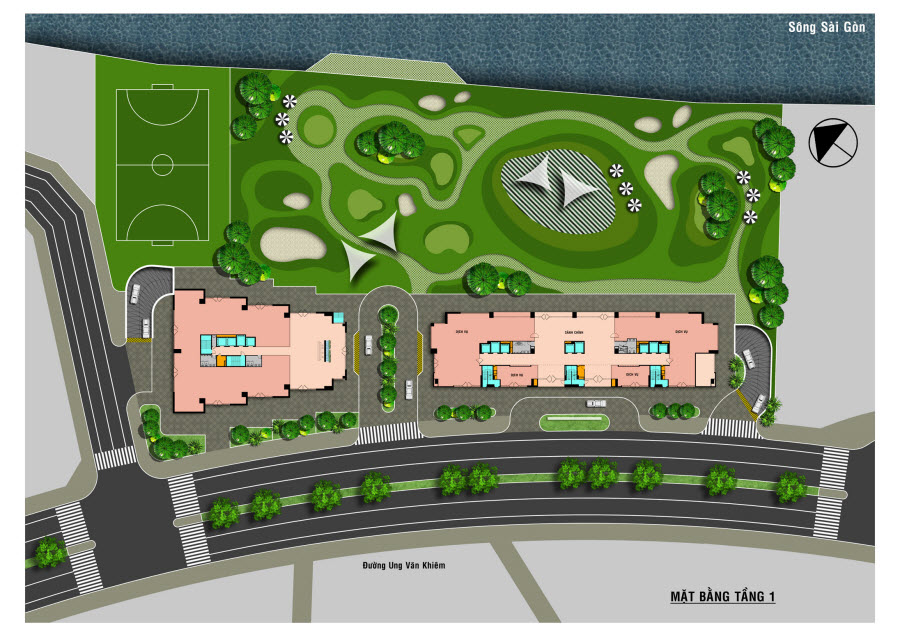 Sông Sài Gòn
DỊCH VỤ
SẢNH CHÍNH
DỊCH VỤ
DỊCH VỤ
DỊCH VỤ
Đường Ung Văn Khiêm
MẶT BẰNG TẦNG 1